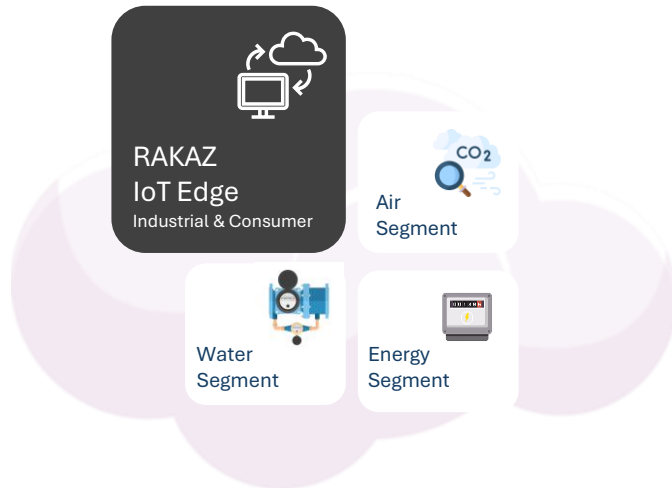 RAKAZ
IoT Edge
Industrial & Consumer
CO2
Air
Segment
Water
Segment
Energy
Segment